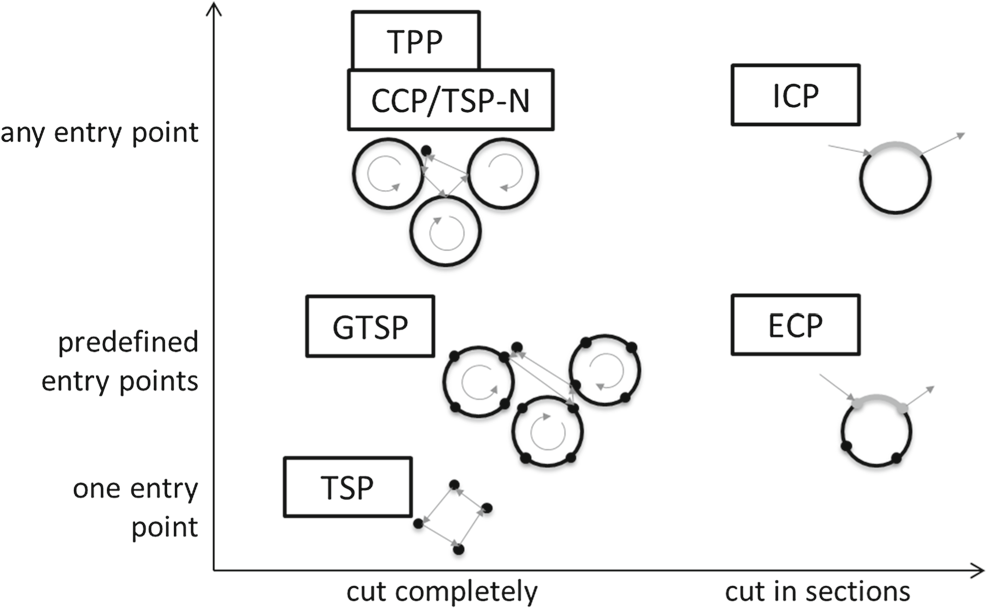 TPP
CCP/TSP-N
ICP
any entry point
GTSP
ECP
predefined
entry points
TSP
one entry
point
cut completely
cut in sections